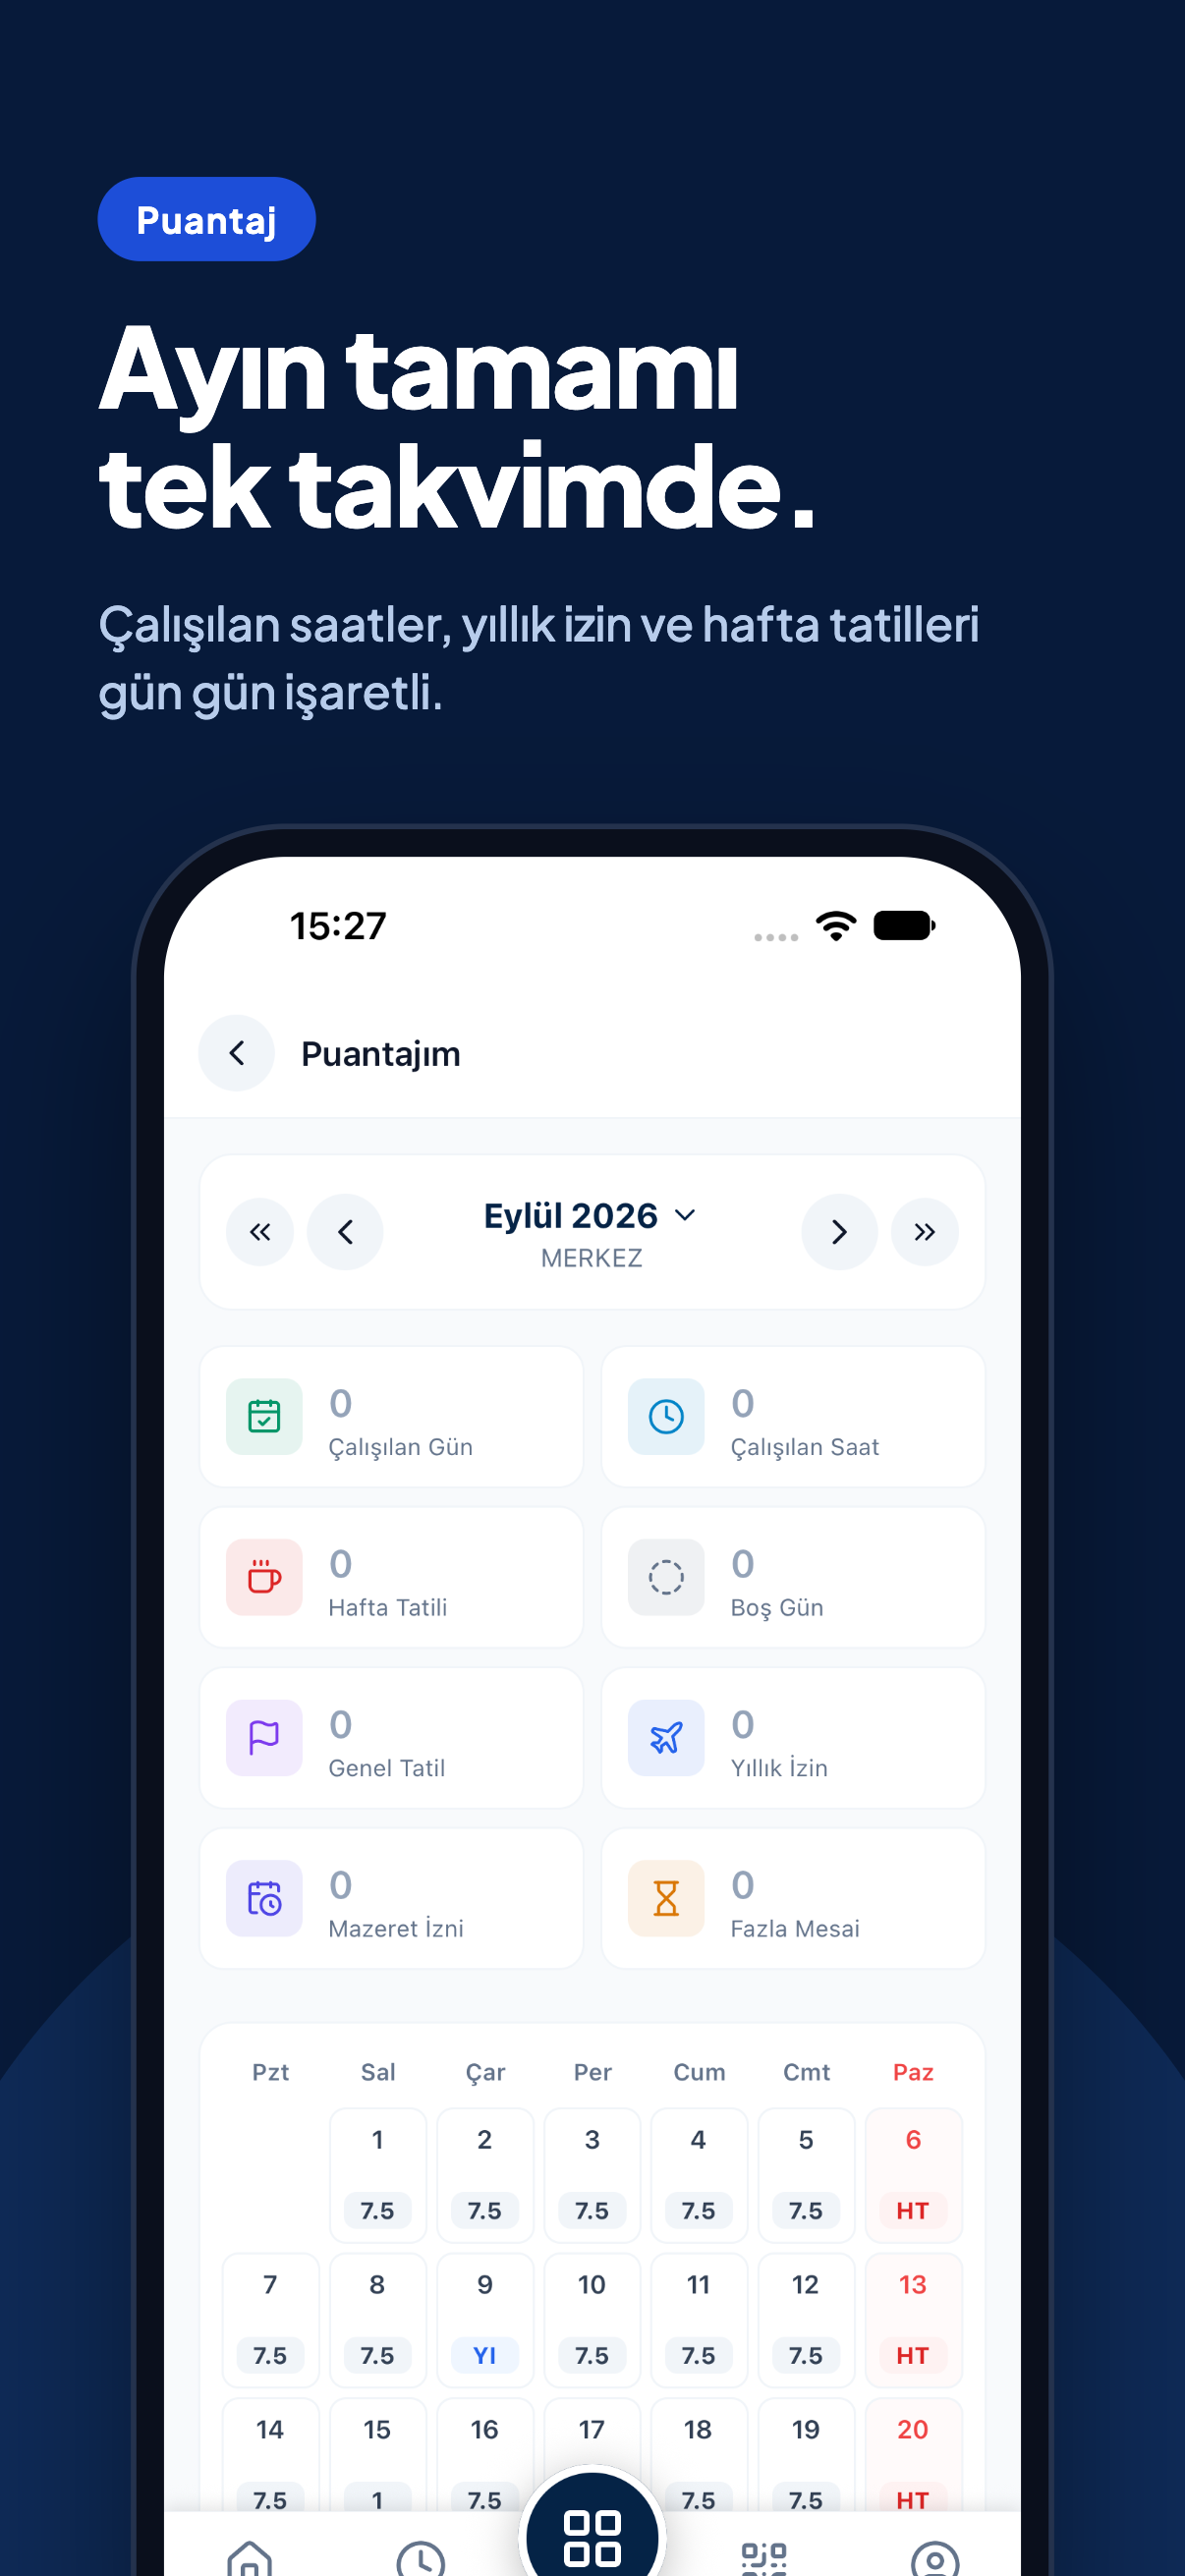 Puantaj
Ayın tamamı
tek takvimde.
Çalışılan saatler, yıllık izin ve hafta tatilleri
gün gün işaretli.
15:27
Puantajım
Eylül 2026
MERKEZ
0
Çalışılan Gün
0
Çalışılan Saat
0
Hafta Tatili
0
Boş Gün
0
Genel Tatil
0
Yıllık İzin
0
Mazeret İzni
0
Fazla Mesai
Pzt Sal Çar Per Cum Cmt Paz
1 2 3 4 5 6
7.5 7.5 7.5 7.5 7.5 HT
7 8 9 10 11 12 13
7.5 7.5 YI 7.5 7.5 7.5 HT
14 15 16 17 18 19 20
7.5 1 7.5 7.5 7.5 HT